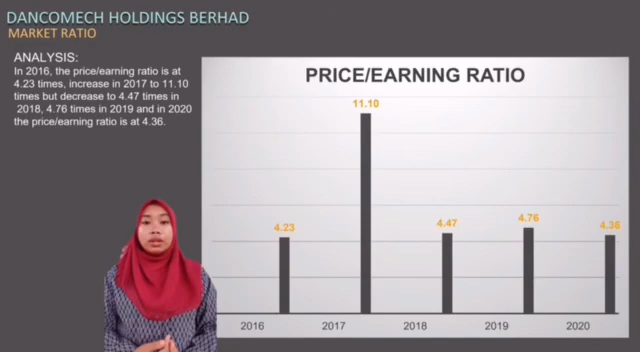 DANCOMECH HOLDINGS BERHAD
MARKET RATIO
ANALYSIS:
In 2016, the price/earning ratio is at
4.23 times, increase in 2017 to 11.10
times but decrease to 4.47 times in
2018, 4.76 times in 2019 and in 2020
the price/earning ratio is at 4.36.
PRICE/EARNING RATIO
11.10
4.23
4.47
4.76
4.36
2016
2017
2018
2019
2020